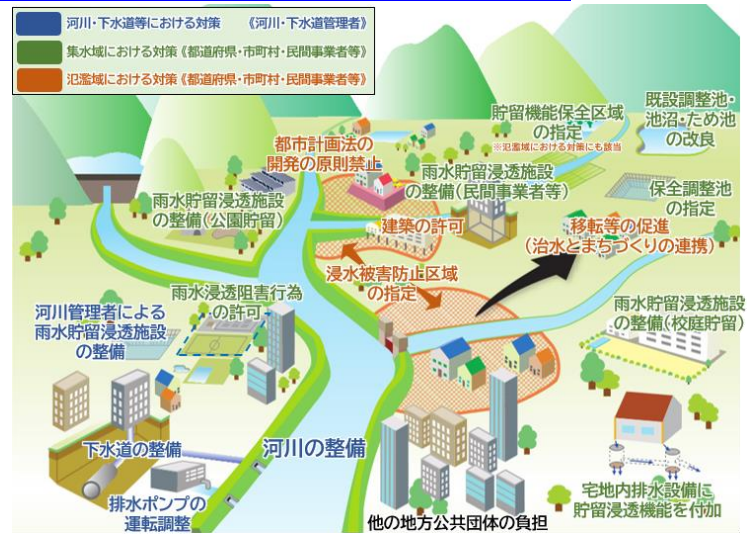 河川・下水道等における対策 《河川・下水道管理者》
集水域における対策《都道府県・市町村・民間事業者等》
氾濫域における対策《都道府県・市町村・民間事業者等》
都市計画法の
開発の原則禁止
貯留機能保全区域
の指定
※氾濫域における対策にも該当
既設調整池・
池沼・ため池
の改良
雨水貯留浸透施設
の整備(公園貯留)
雨水貯留浸透施設
の整備(民間事業者等)
保全調整池
の指定
建築の許可
移転等の促進
(治水とまちづくりの連携)
浸水被害防止区域
の指定
雨水浸透阻害行為
の許可
河川管理者による
雨水貯留浸透施設
の整備
雨水貯留浸透施設
の整備(校庭貯留)
下水道の整備
河川の整備
排水ポンプの
運転調整
他の地方公共団体の負担
宅地内排水設備に
貯留浸透機能を付加